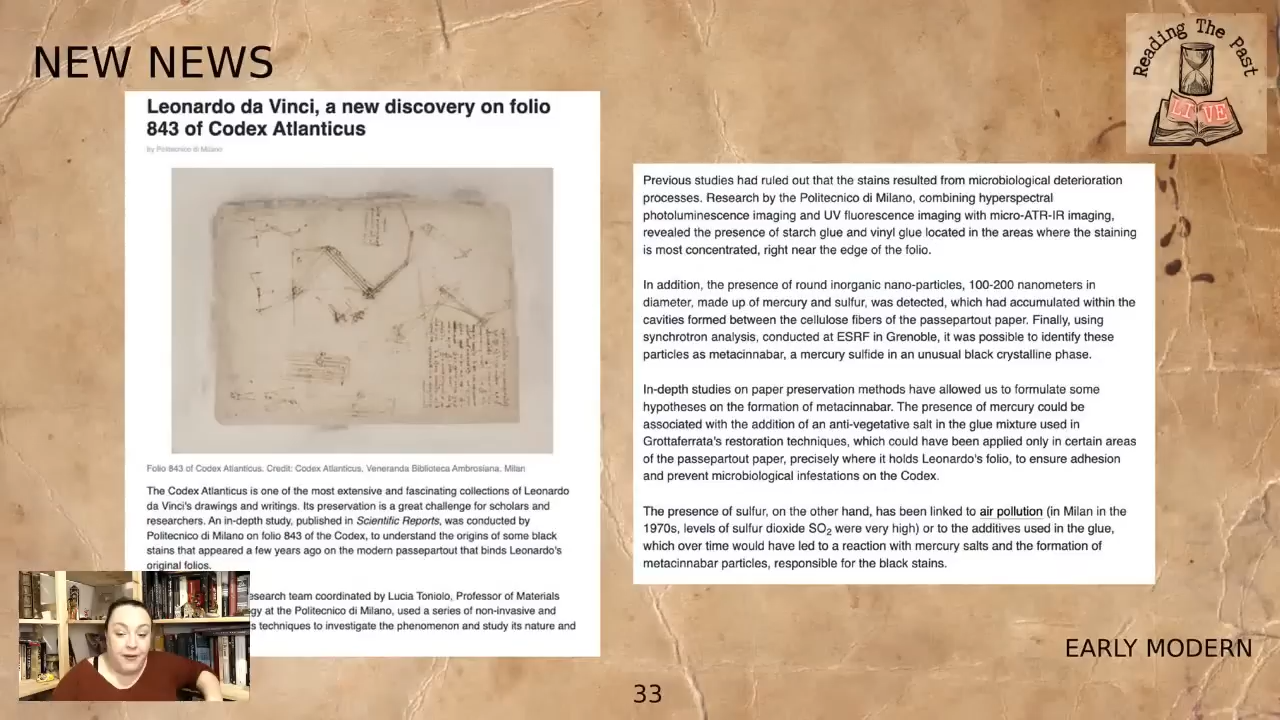 NEW NEWS
Reading The Past
LIVE
Leonardo da Vinci, a new discovery on folio
843 of Codex Atlanticus
by Politecnico di Milano
Folio 843 of Codex Atlanticus. Credit: Codex Atlanticus, Veneranda Biblioteca Ambrosiana, Milan
The Codex Atlanticus is one of the most extensive and fascinating collections of Leonardo
da Vinci's drawings and writings. Its preservation is a great challenge for scholars and
researchers. An in-depth study, published in Scientific Reports, was conducted by
Politecnico di Milano on folio 843 of the Codex, to understand the origins of some black
stains that appeared a few years ago on the modern passepartout that binds Leonardo's
original folios.
esearch team coordinated by Lucia Toniolo, Professor of Materials
gy at the Politecnico di Milano, used a series of non-invasive and
s techniques to investigate the phenomenon and study its nature and
Previous studies had ruled out that the stains resulted from microbiological deterioration
processes. Research by the Politecnico di Milano, combining hyperspectral
photoluminescence imaging and UV fluorescence imaging with micro-ATR-IR imaging,
revealed the presence of starch glue and vinyl glue located in the areas where the staining
is most concentrated, right near the edge of the folio.
In addition, the presence of round inorganic nano-particles, 100-200 nanometers in
diameter, made up of mercury and sulfur, was detected, which had accumulated within the
cavities formed between the cellulose fibers of the passepartout paper. Finally, using
synchrotron analysis, conducted at ESRF in Grenoble, it was possible to identify these
particles as metacinnabar, a mercury sulfide in an unusual black crystalline phase.
In-depth studies on paper preservation methods have allowed us to formulate some
hypotheses on the formation of metacinnabar. The presence of mercury could be
associated with the addition of an anti-vegetative salt in the glue mixture used in
Grottaferrata's restoration techniques, which could have been applied only in certain areas
of the passepartout paper, precisely where it holds Leonardo's folio, to ensure adhesion
and prevent microbiological infestations on the Codex.
The presence of sulfur, on the other hand, has been linked to air pollution (in Milan in the
1970s, levels of sulfur dioxide SO₂ were very high) or to the additives used in the glue,
which over time would have led to a reaction with mercury salts and the formation of
metacinnabar particles, responsible for the black stains.
EARLY MODERN
33